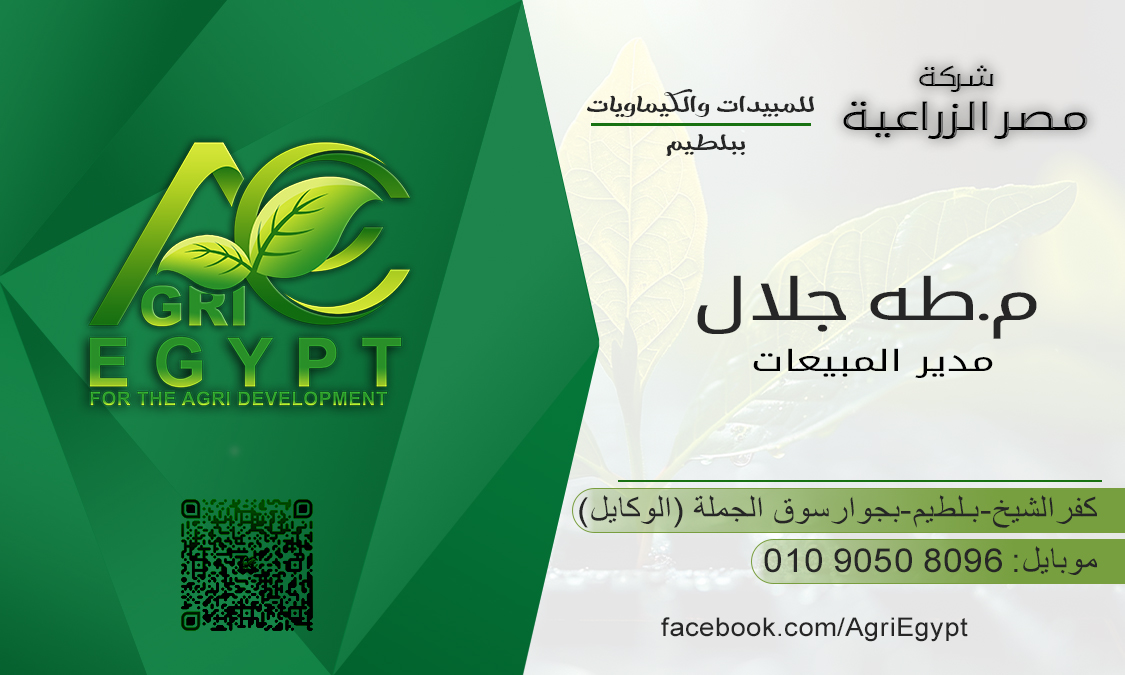 شركة
مصر الزراعية
للمبيدات والكيماويات
ببلطيم
م.طه جلال
مدير المبيعات
كفر الشيخ-بلطيم-بجوار سوق الجملة (الوكايل)
موبايل: 010 9050 8096
facebook.com/AgriEgypt
AGRI
EGYPT
FOR THE AGRI DEVELOPMENT